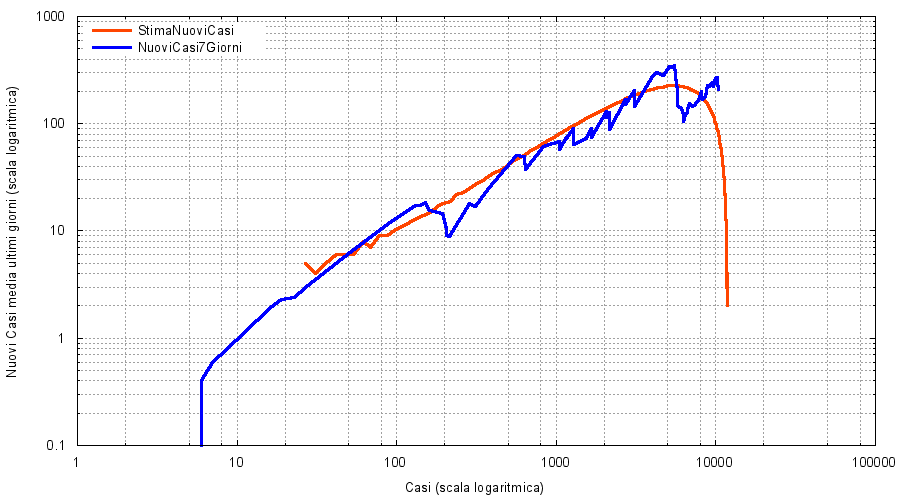 1000
StimaNuoviCasi
NuoviCasi7Giorni
100
10
1
0.1
Nuovi Casi media ultimi giorni (scala logaritmica)
1 10 100 1000 10000 100000
Casi (scala logaritmica)